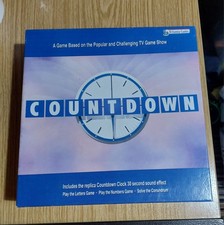 A Game Based on the Popular and Challenging TV Game Show
COUNTDOWN
Includes the replica Countdown Clock 30 second sound effect
Play the Letters Game • Play the Numbers Game • Solve the Conundrum